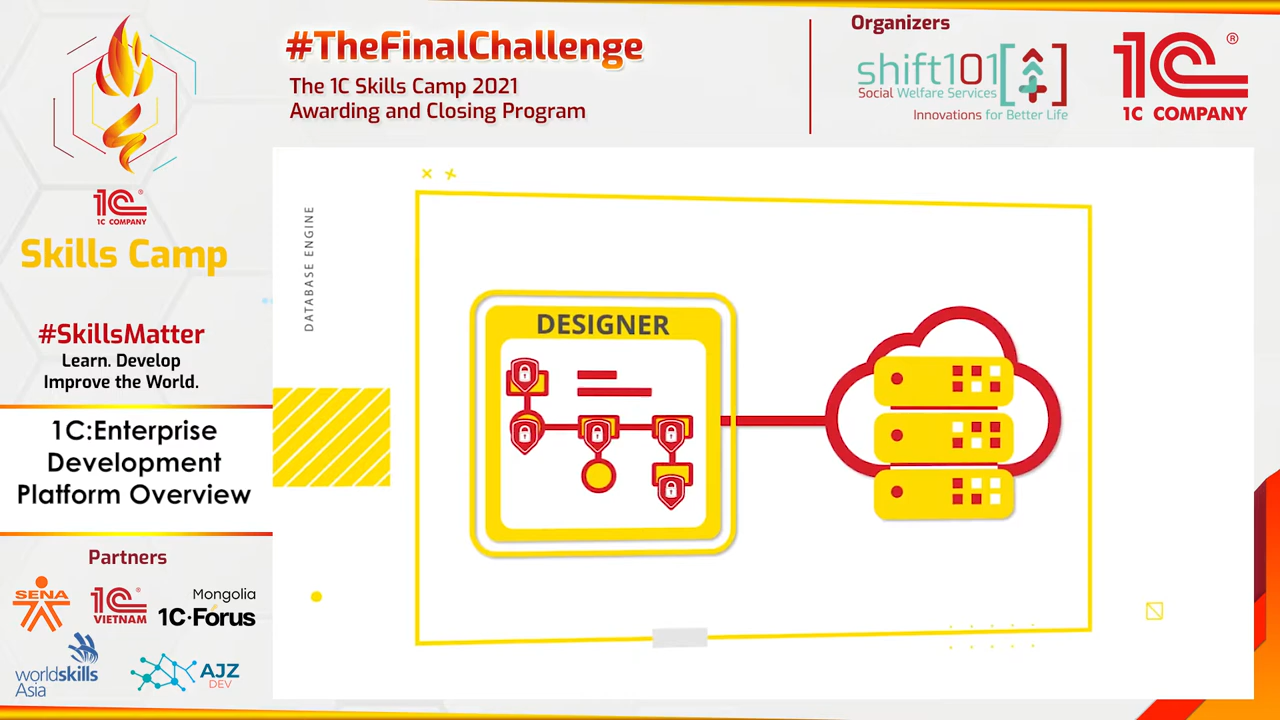 #TheFinalChallenge
The 1C Skills Camp 2021
Awarding and Closing Program
Organizers
shift101
Social Welfare Services
Innovations for Better Life
1C®
1C COMPANY
1C®
1C COMPANY
Skills Camp
#SkillsMatter
Learn. Develop
Improve the World.
1C:Enterprise
Development
Platform Overview
Partners
SENA
1C®
VIETNAM
Mongolia
1C·Fórus
worldskills
Asia
AJZ
DEV
DATABASE ENGINE
DESIGNER